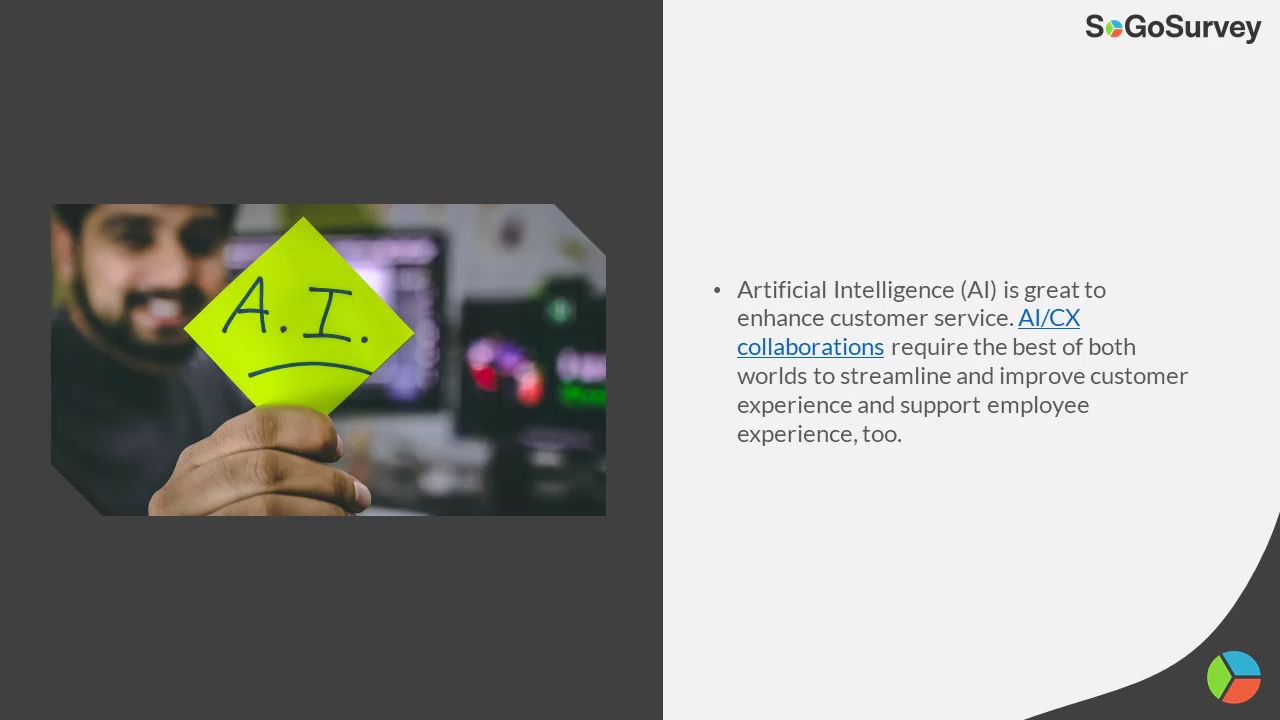 SoGoSurvey
A.I.
• Artificial Intelligence (AI) is great to
enhance customer service. AI/CX
collaborations require the best of both
worlds to streamline and improve customer
experience and support employee
experience, too.